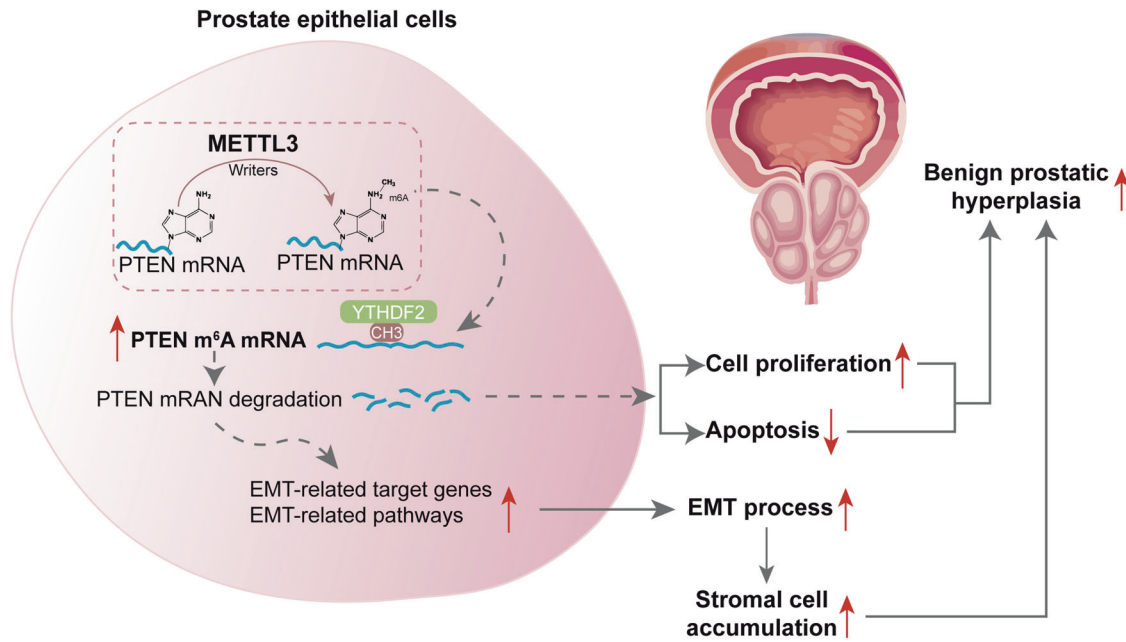 Prostate epithelial cells
METTL3
Writers
NH₂
N
N
N
N
PTEN mRNA
CH₃
NH
m6A
N
N
N
N
PTEN mRNA
YTHDF2
CH3
PTEN m⁶A mRNA
PTEN mRAN degradation
EMT-related target genes
EMT-related pathways
Cell proliferation
Apoptosis
EMT process
Stromal cell
accumulation
Benign prostatic
hyperplasia